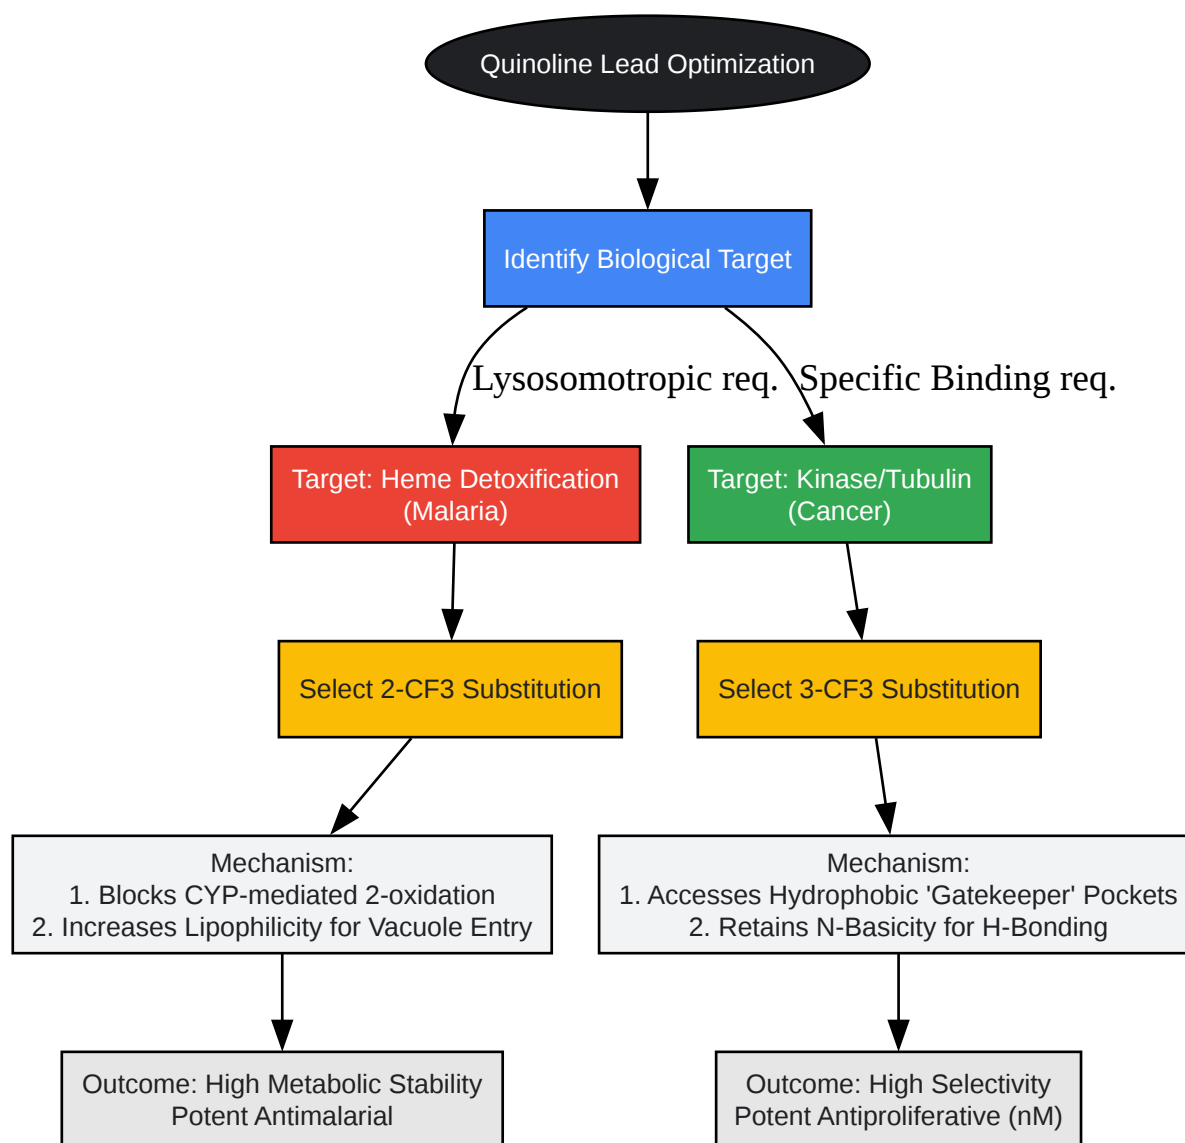 Quinoline Lead Optimization
Identify Biological Target
Lysosomotropic req.
Specific Binding req.
Target: Heme Detoxification
(Malaria)
Target: Kinase/Tubulin
(Cancer)
Select 2-CF3 Substitution
Select 3-CF3 Substitution
Mechanism:
1. Blocks CYP-mediated 2-oxidation
2. Increases Lipophilicity for Vacuole Entry
Mechanism:
1. Accesses Hydrophobic 'Gatekeeper' Pockets
2. Retains N-Basicity for H-Bonding
Outcome: High Metabolic Stability
Potent Antimalarial
Outcome: High Selectivity
Potent Antiproliferative (nM)